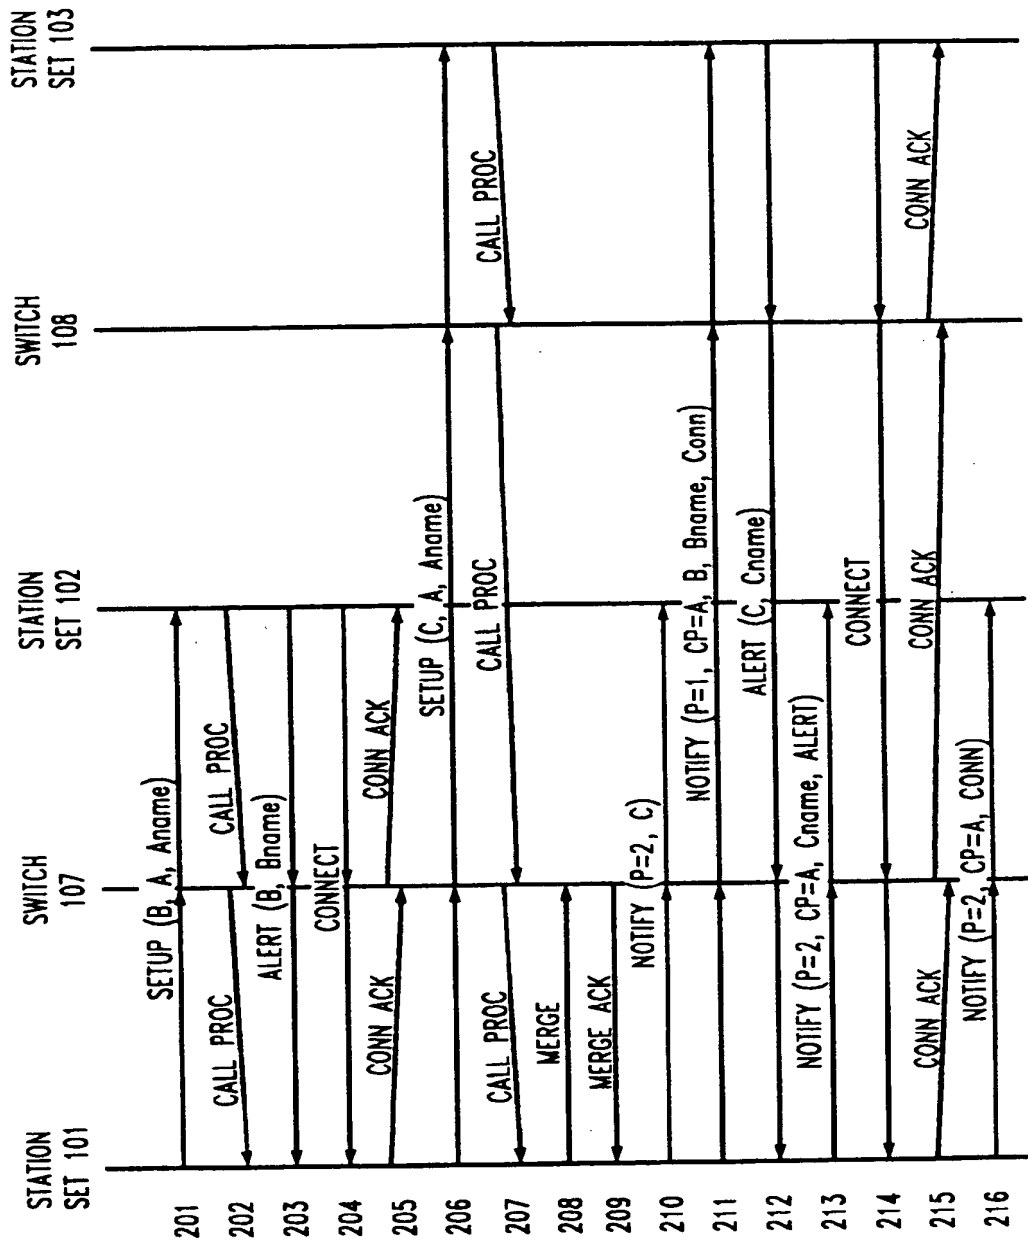 STATION
SET 101
SWITCH
107
STATION
SET 102
SWITCH
108
STATION
SET 103
201
SETUP (B, A, Aname)
202
CALL PROC
CALL PROC
203
ALERT (B, Bname)
204
CONNECT
205
CONN ACK
CONN ACK
206
SETUP (C, A, Aname)
207
CALL PROC
CALL PROC
CALL PROC
208
MERGE
209
MERGE ACK
210
NOTIFY (P=2, C)
211
NOTIFY (P=1, CP=A, B, Bname, Conn)
212
ALERT (C, Cname)
213
NOTIFY (P=2, CP=A, Cname, ALERT)
214
CONNECT
215
CONN ACK
CONN ACK
CONN ACK
216
NOTIFY (P=2, CP=A, CONN)